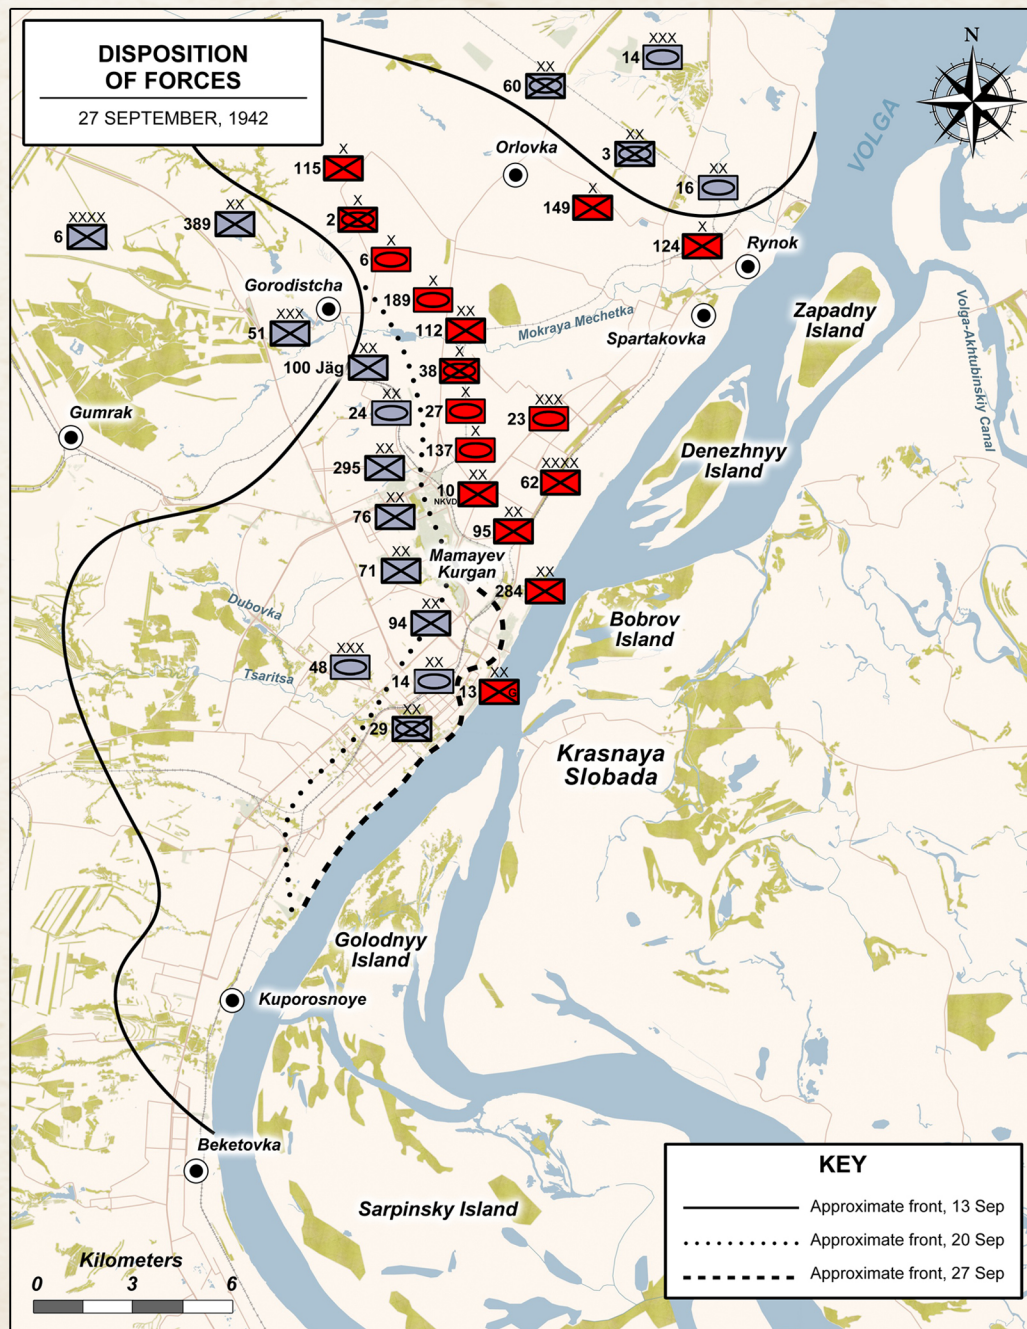 DISPOSITION
OF FORCES
27 SEPTEMBER, 1942
N
VOLGA
XXX
14
XX
60
XX
3
Orlovka
XX
16
X
115
X
149
XXXX
6
XX
389
X
2
X
124
Rynok
X
6
Gorodistcha
X
189
Zapadny
Island
Volga-Akhtubinskiy Canal
XXX
51
XX
112
Mokraya Mechetka
Spartakovka
XX
100 Jäg
X
38
XX
24
X
27
XXX
23
Gumrak
X
137
Denezhnyy
Island
XX
295
XX
10
NKVD
XXXX
62
XX
76
XX
95
Mamayev
Kurgan
XX
71
XX
284
Dubovka
XX
94
Bobrov
Island
XXX
48
Tsaritsa
XX
14
XX
13
G
XX
29
Krasnaya
Slobada
Golodnyy
Island
Kuporosnoye
Beketovka
Sarpinsky Island
Kilometers
0 3 6
KEY
Approximate front, 13 Sep
Approximate front, 20 Sep
Approximate front, 27 Sep